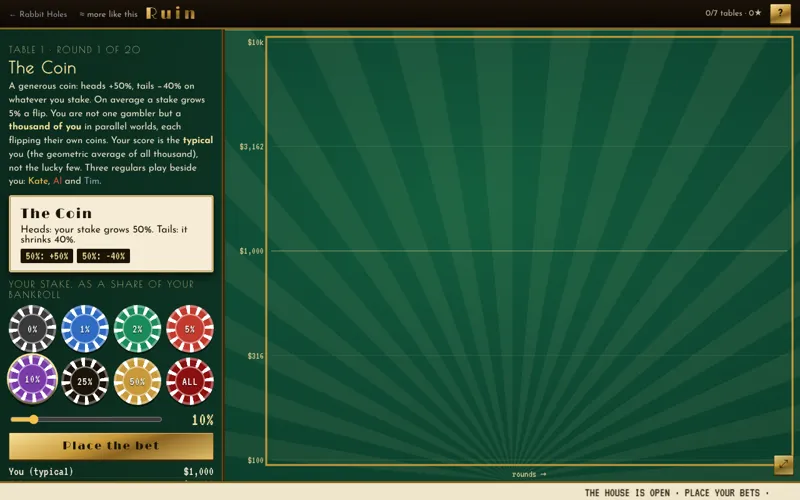 ← Rabbit Holes
≈ more like this
Ruin
0/7 tables · 0★
?
TABLE 1 · ROUND 1 OF 20
The Coin
A generous coin: heads +50%, tails −40% on
whatever you stake. On average a stake grows
5% a flip. You are not one gambler but a
thousand of you in parallel worlds, each
flipping their own coins. Your score is the typical
you (the geometric average of all thousand),
not the lucky few. Three regulars play beside
you: Kate, Al and Tim.
The Coin
Heads: your stake grows 50%. Tails: it
shrinks 40%.
50%: +50%
50%: -40%
YOUR STAKE, AS A SHARE OF YOUR
BANKROLL
0%
1%
2%
5%
10%
25%
50%
ALL
10%
Place the bet
You (typical)
$1,000
$10k
$3,162
$1,000
$316
$100
rounds →
THE HOUSE IS OPEN · PLACE YOUR BETS ·